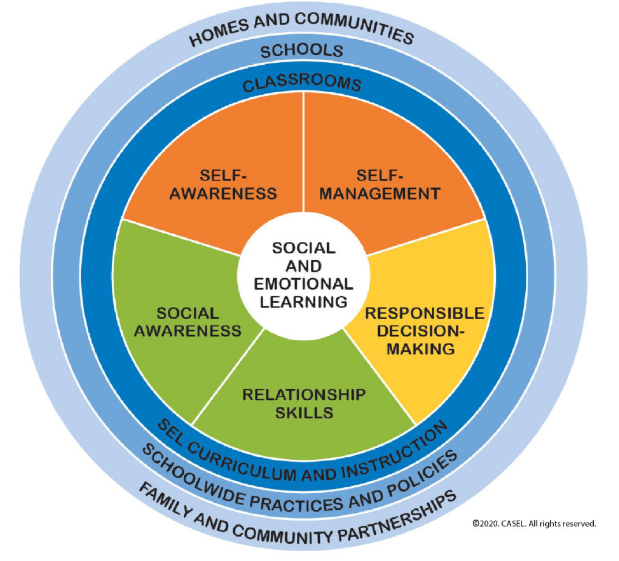 HOMES AND COMMUNITIES
SCHOOLS
CLASSROOMS
SELF-
AWARENESS
SELF-
MANAGEMENT
SOCIAL
AND
EMOTIONAL
LEARNING
SOCIAL
AWARENESS
RESPONSIBLE
DECISION-
MAKING
RELATIONSHIP
SKILLS
SEL CURRICULUM AND INSTRUCTION
SCHOOLWIDE PRACTICES AND POLICIES
FAMILY AND COMMUNITY PARTNERSHIPS
©2020. CASEL. All rights reserved.